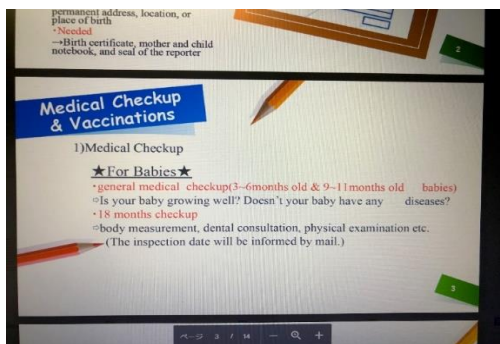 permanent address, location, or
place of birth
・Needed
→Birth certificate, mother and child
notebook, and seal of the reporter
2
Medical Checkup
& Vaccinations
1)Medical Checkup
★For Babies★
・general medical checkup(3~6months old & 9~11months old babies)
⇨Is your baby growing well? Doesn't your baby have any diseases?
・18 months checkup
⇨body measurement, dental consultation, physical examination etc.
(The inspection date will be informed by mail.)
3
ページ 3 / 14 — +